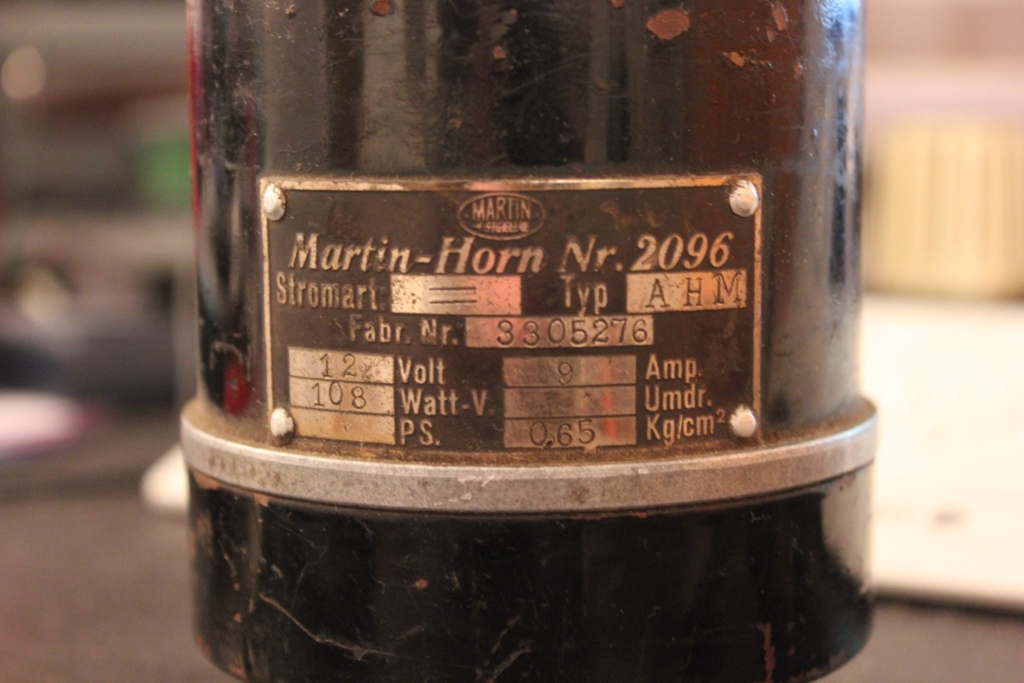 MARTIN
Martin-Horn Nr. 2096
Stromart: = Typ AHM
Fabr. Nr. 3305276
12 Volt 9 Amp.
108 Watt-V. Umdr.
PS. 0,65 Kg/cm²